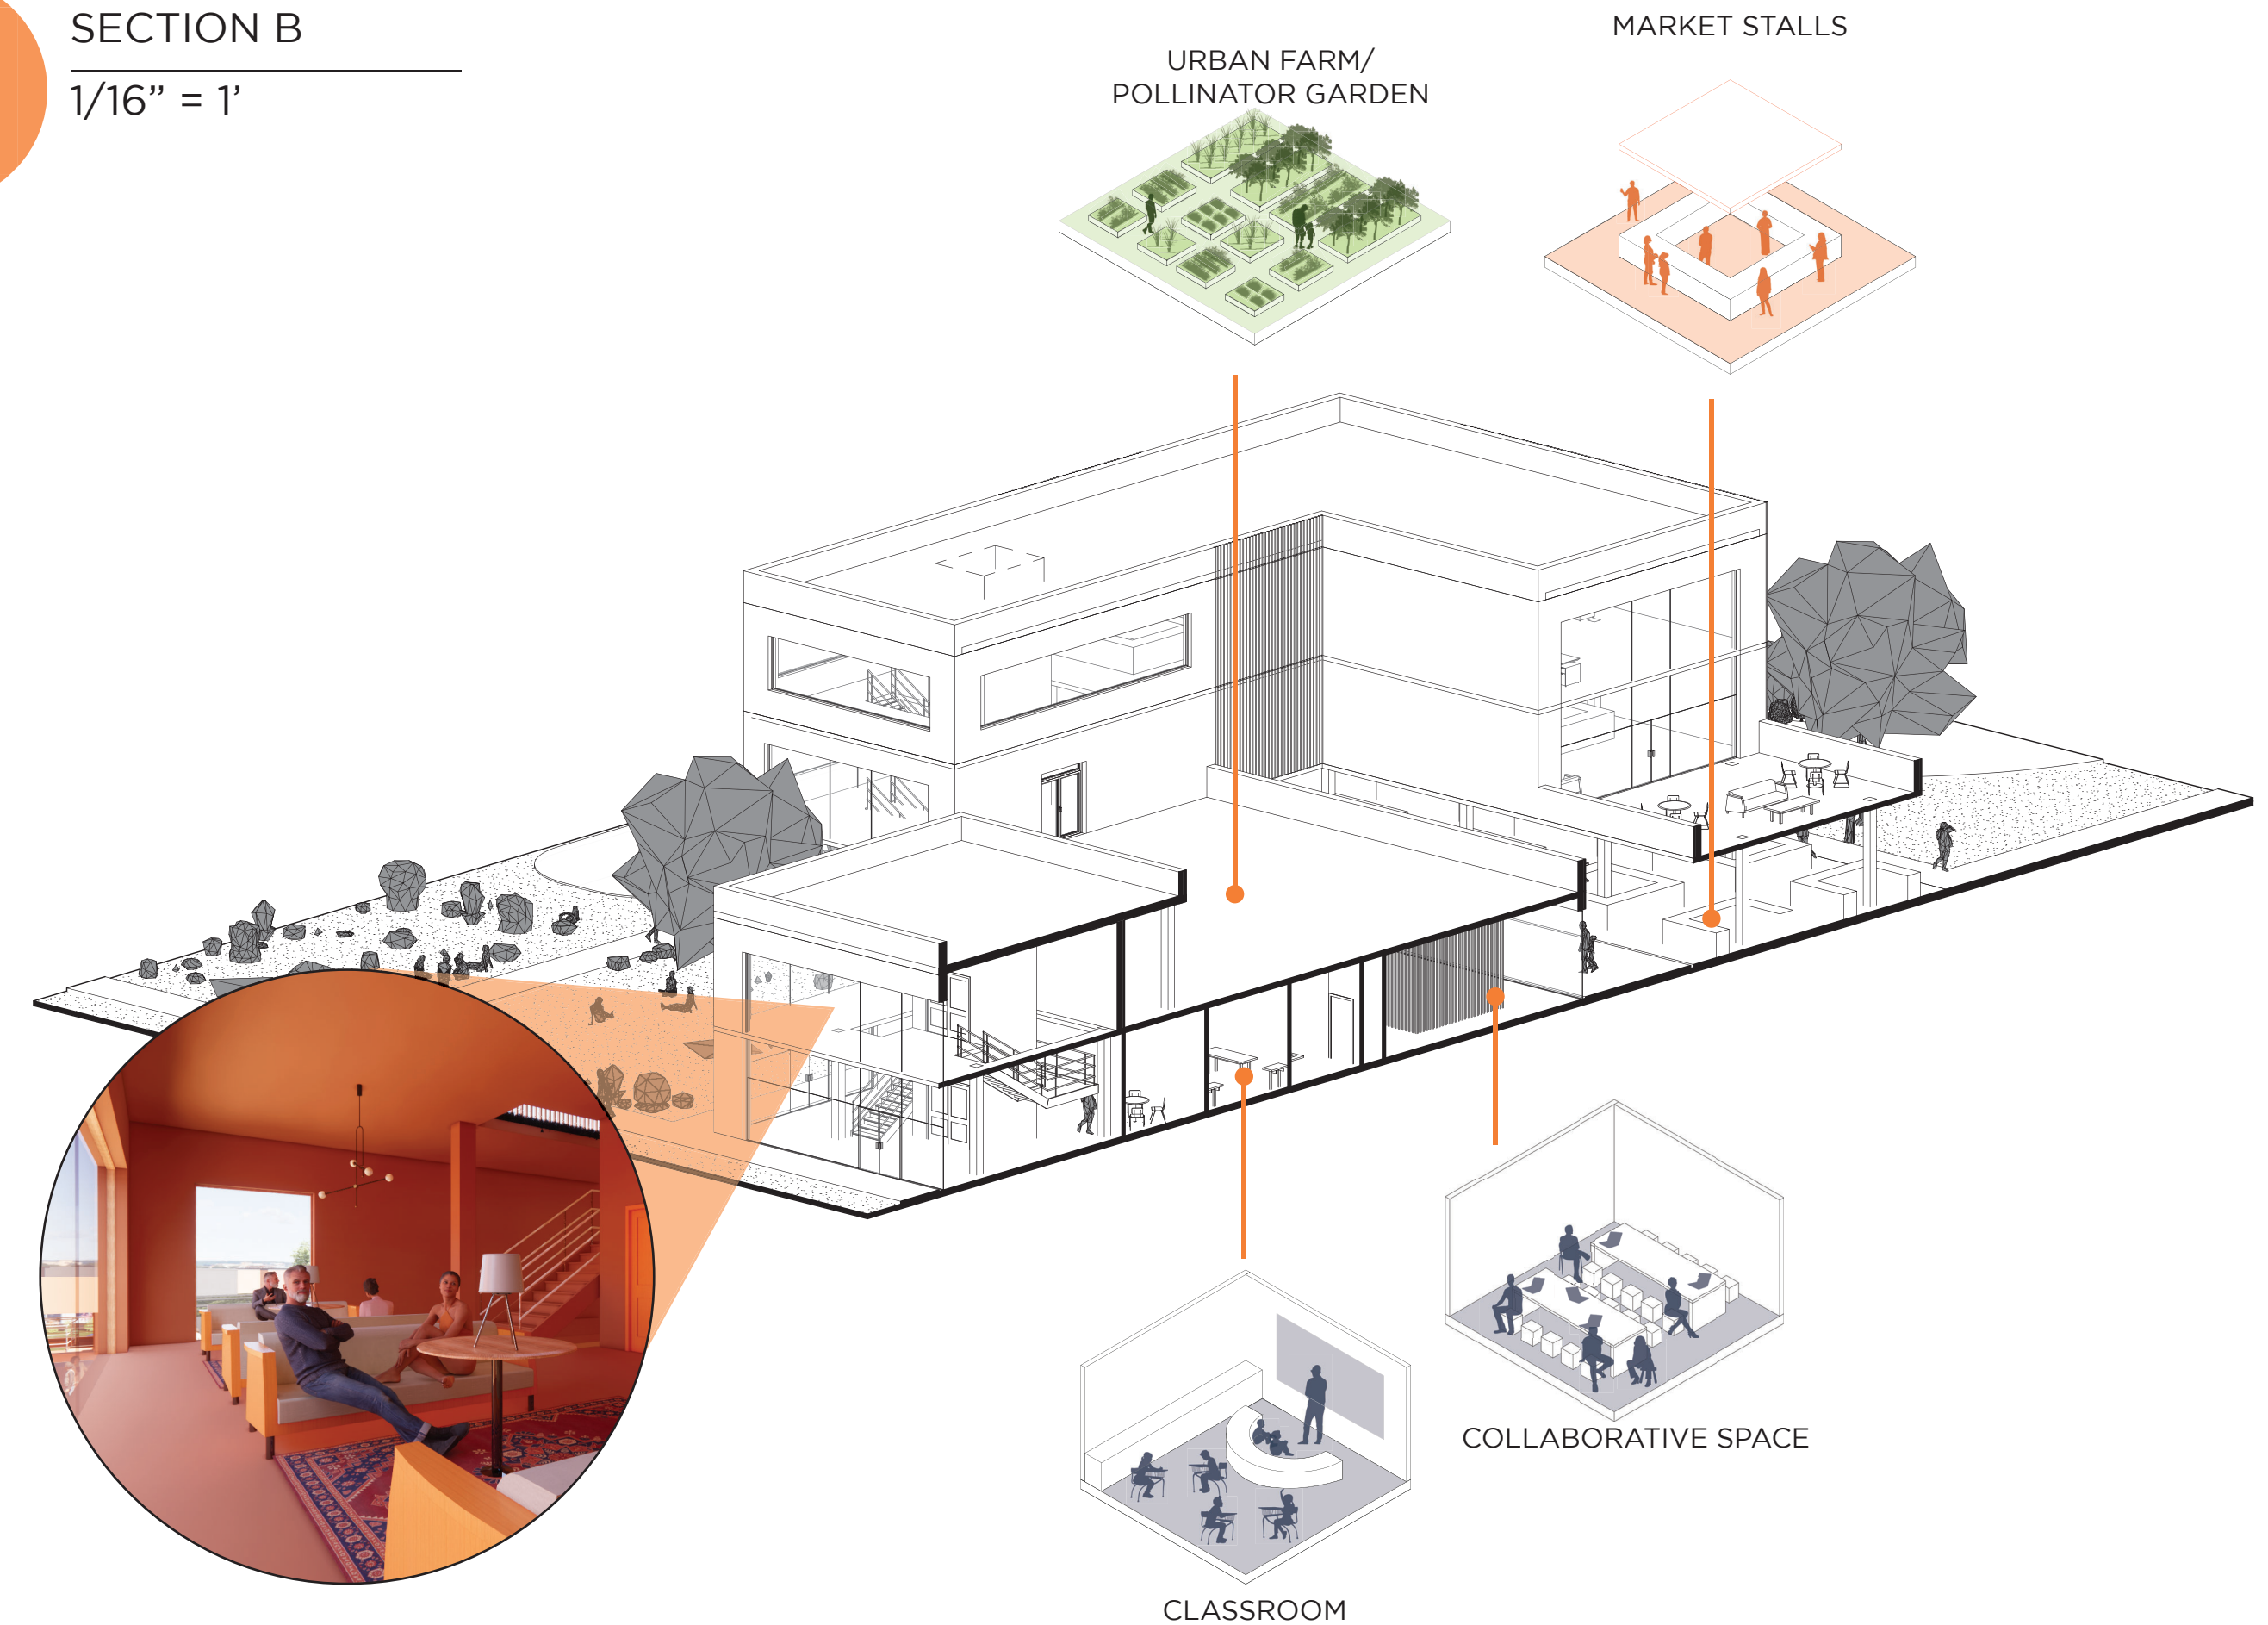 SECTION B
1/16” = 1’
MARKET STALLS
URBAN FARM/
POLLINATOR GARDEN
COLLABORATIVE SPACE
CLASSROOM